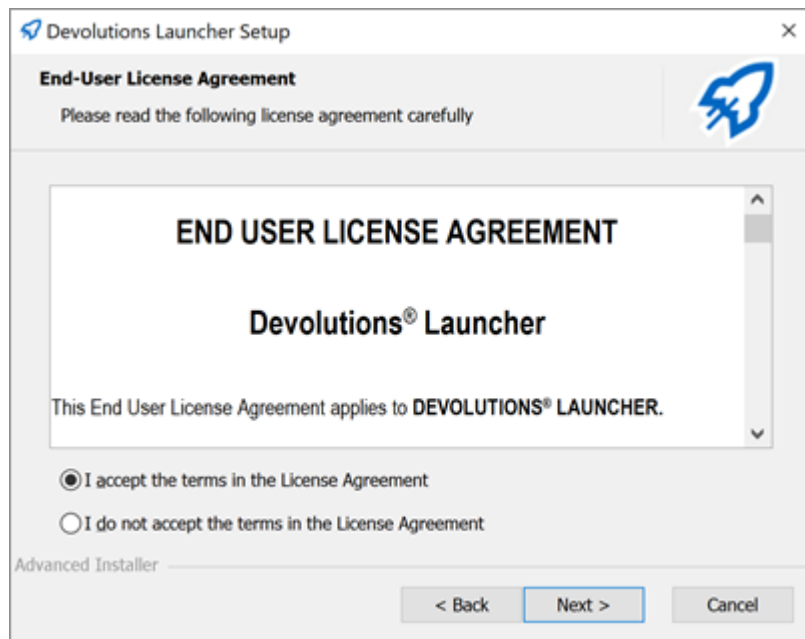 Devolutions Launcher Setup
End-User License Agreement
Please read the following license agreement carefully
END USER LICENSE AGREEMENT
Devolutions® Launcher
This End User License Agreement applies to DEVOLUTIONS® LAUNCHER.
I accept the terms in the License Agreement
I do not accept the terms in the License Agreement
Advanced Installer
< Back Next > Cancel